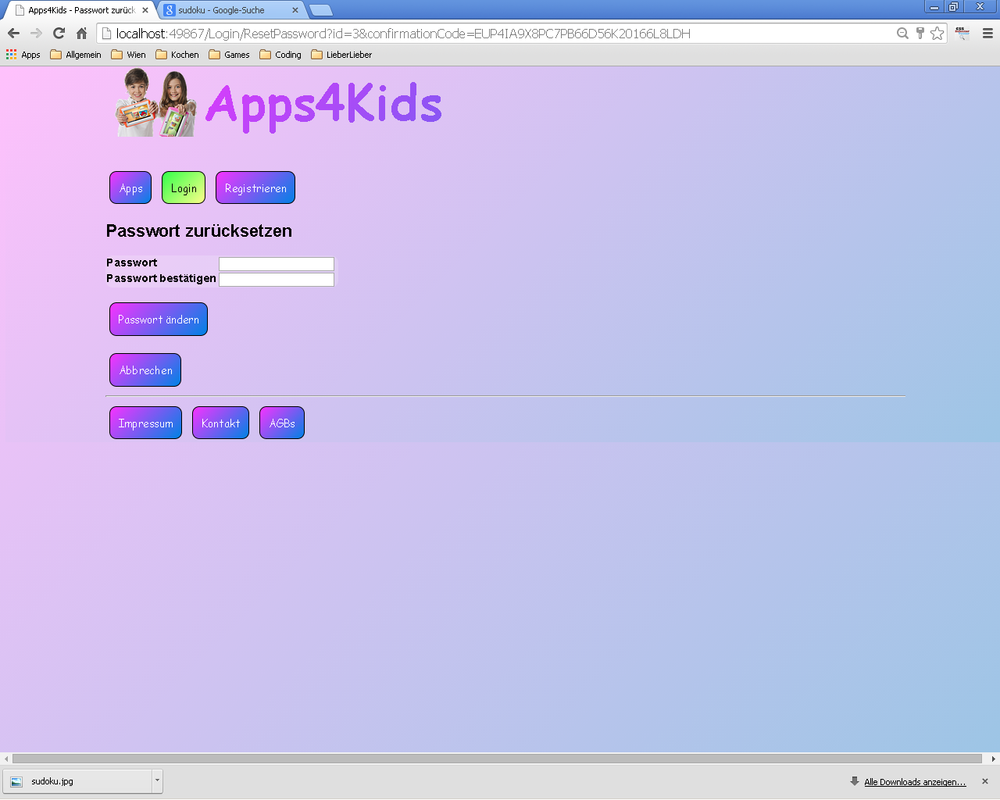 Apps4Kids - Passwort zurück
sudoku - Google-Suche
localhost:49867/Login/ResetPassword?id=3&confirmationCode=EUP4IA9X8PC7PB66D56K20166L8LDH
Apps Allgemein Wien Kochen Games Coding LieberLieber
Apps4Kids
Apps Login Registrieren
Passwort zurücksetzen
Passwort
Passwort bestätigen
Passwort ändern
Abbrechen
Impressum Kontakt AGBs
sudoku.jpg
Alle Downloads anzeigen...